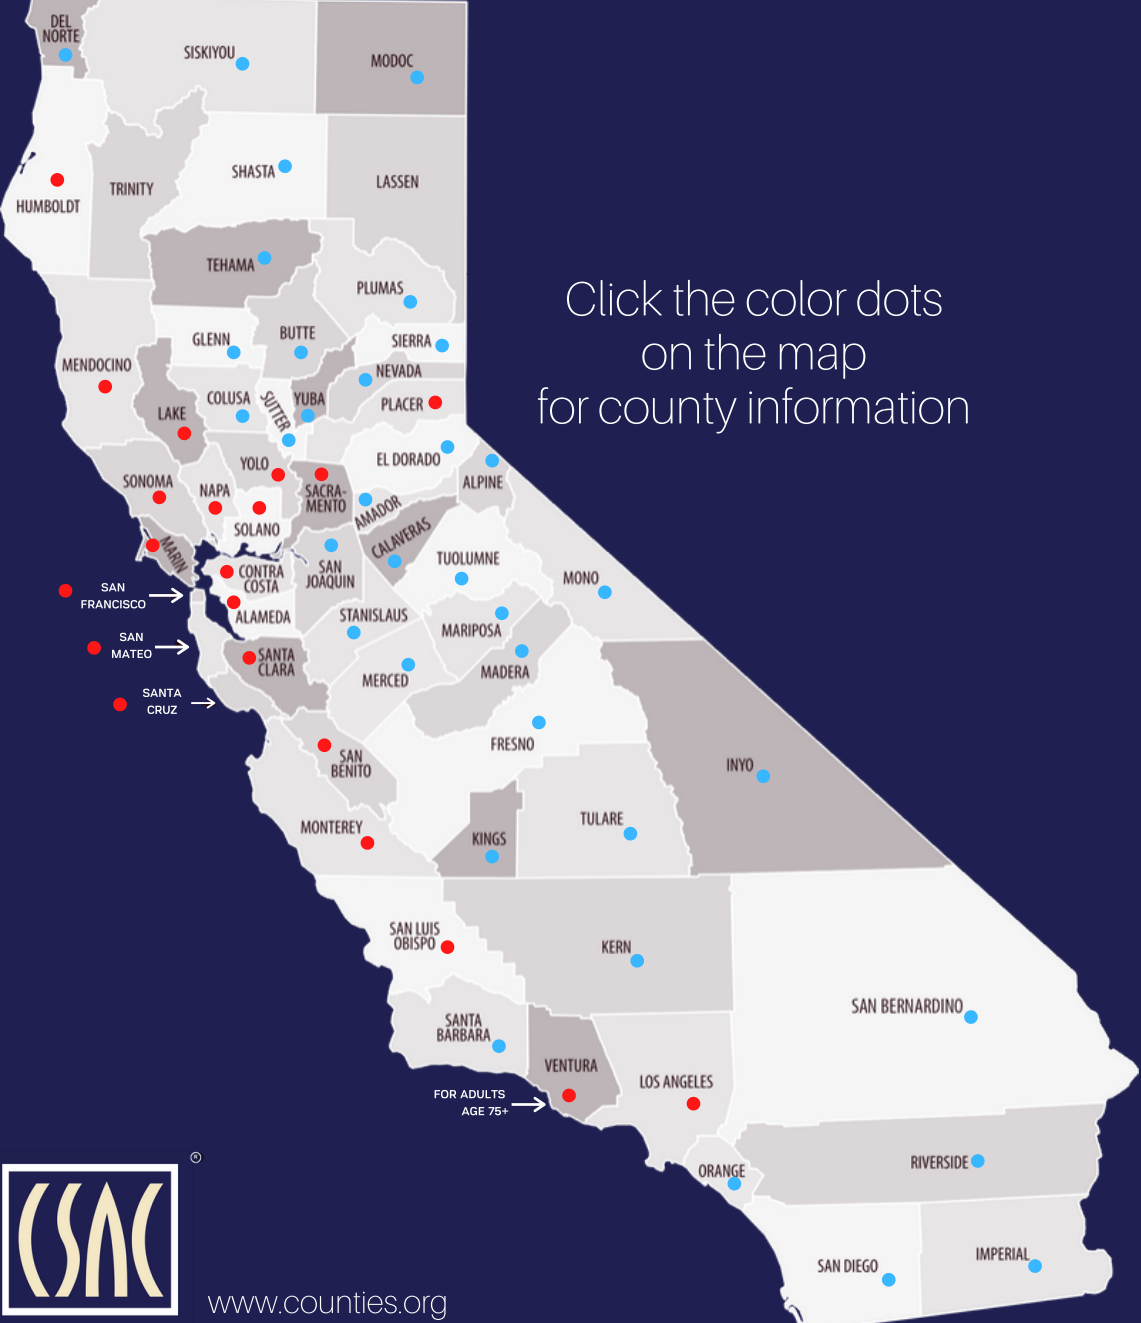 DEL
NORTE
SISKIYOU
MODOC
SHASTA
LASSEN
TRINITY
HUMBOLDT
TEHAMA
PLUMAS
Click the color dots
on the map
for county information
GLENN
BUTTE
SIERRA
MENDOCINO
NEVADA
COLUSA
SUTTER
YUBA
PLACER
LAKE
YOLO
EL DORADO
SONOMA
NAPA
SACRA-
MENTO
ALPINE
AMADOR
SOLANO
CALAVERAS
MARIN
TUOLUMNE
CONTRA
COSTA
SAN
JOAQUIN
MONO
SAN
FRANCISCO
ALAMEDA
STANISLAUS
MARIPOSA
SAN
MATEO
SANTA
CLARA
MERCED
MADERA
SANTA
CRUZ
FRESNO
SAN
BENITO
INYO
MONTEREY
TULARE
KINGS
SAN LUIS
OBISPO
KERN
SAN BERNARDINO
SANTA
BARBARA
VENTURA
LOS ANGELES
FOR ADULTS
AGE 75+
RIVERSIDE
ORANGE
SAN DIEGO
IMPERIAL
®
CSAC
www.counties.org